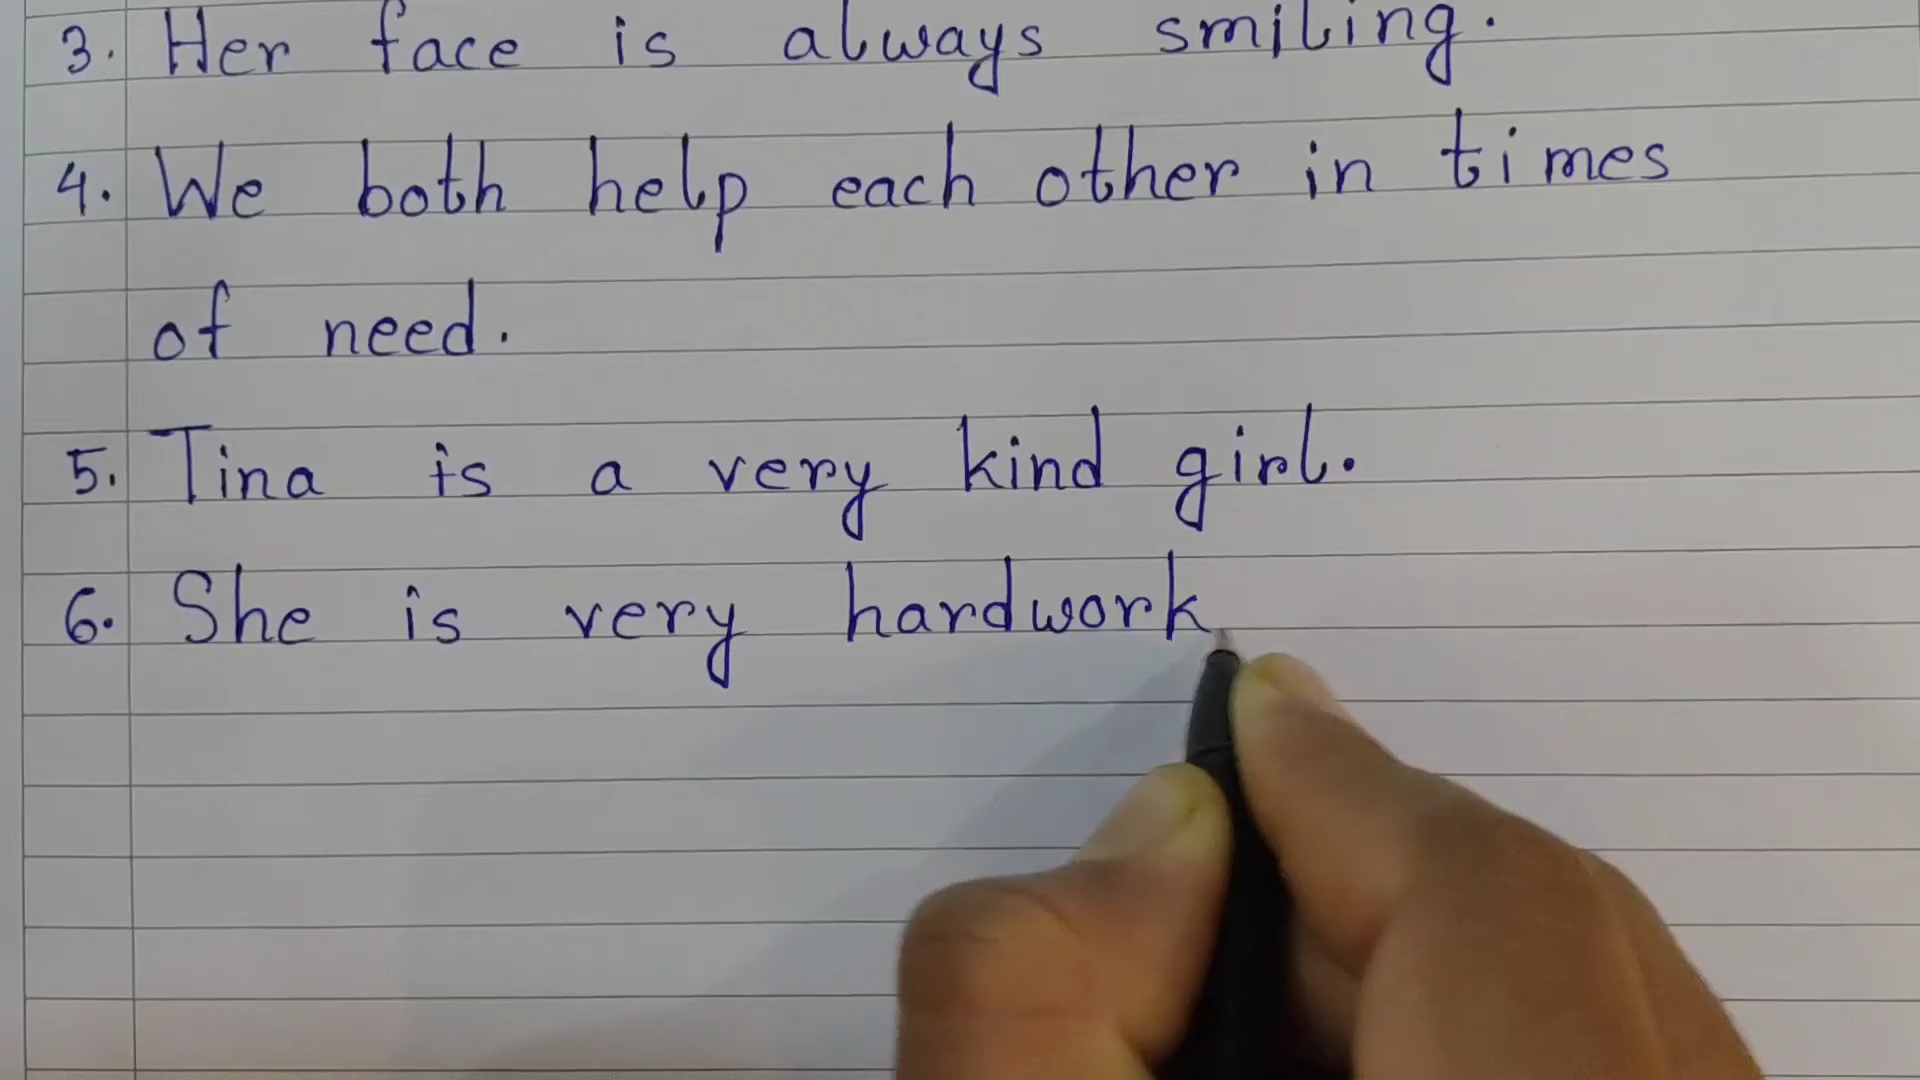 3. Her face is always smiling.
4. We both help each other in times
of need.
5. Tina is a very kind girl.
6. She is very hardwork